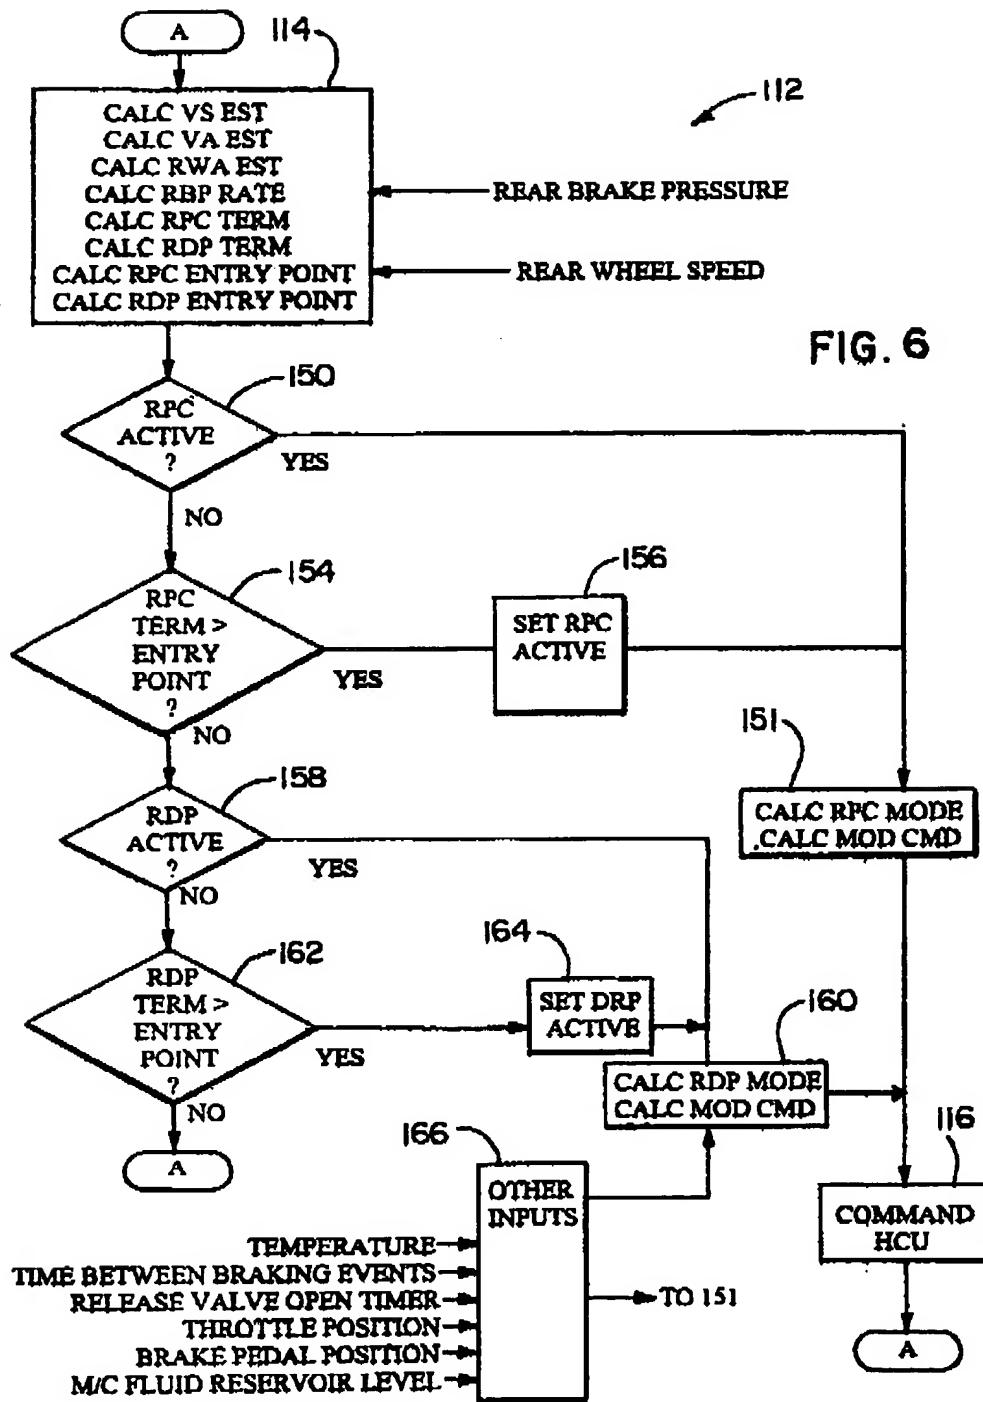 A
114
112
CALC VS EST
CALC VA EST
CALC RWA EST
CALC RBP RATE
CALC RPC TERM
CALC RDP TERM
CALC RPC ENTRY POINT
CALC RDP ENTRY POINT
REAR BRAKE PRESSURE
REAR WHEEL SPEED
FIG. 6
150
RPC
ACTIVE
?
YES
NO
154
RPC
TERM >
ENTRY
POINT
?
YES
NO
156
SET RPC
ACTIVE
151
CALC RPC MODE
.CALC MOD CMD
158
RDP
ACTIVE
?
YES
NO
162
RDP
TERM >
ENTRY
POINT
?
YES
NO
A
164
SET DRP
ACTIVE
160
CALC RDP MODE
CALC MOD CMD
166
OTHER
INPUTS
TEMPERATURE
TIME BETWEEN BRAKING EVENTS
RELEASE VALVE OPEN TIMER
THROTTLE POSITION
BRAKE PEDAL POSITION
M/C FLUID RESERVOIR LEVEL
TO 151
116
COMMAND
HCU
A